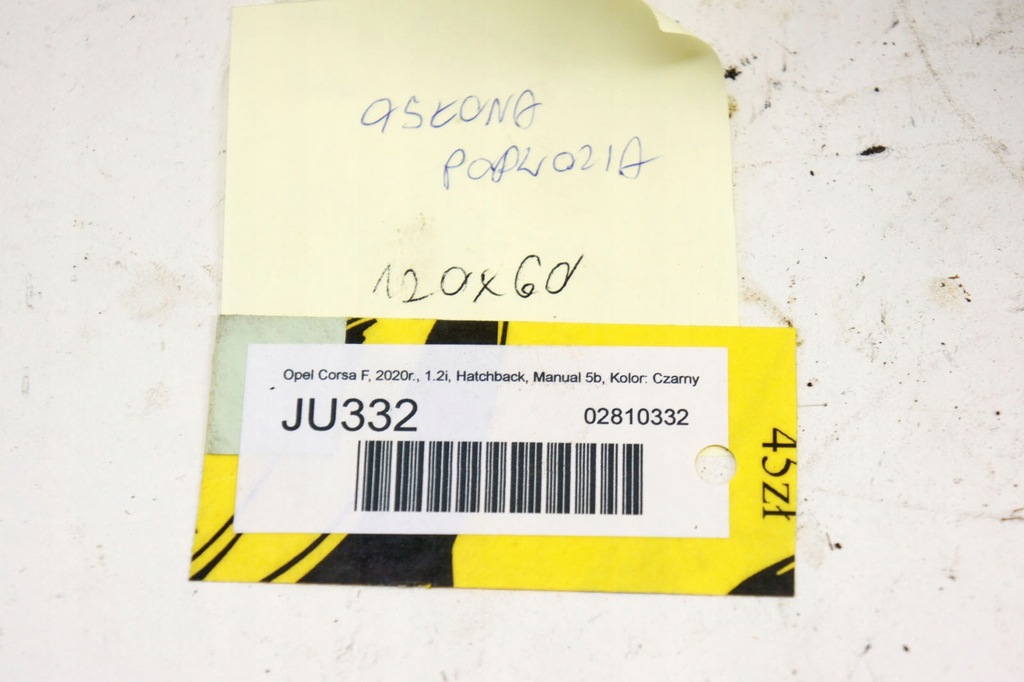 OSŁONA
PODWOZIA
120x60
Opel Corsa F, 2020r., 1.2i, Hatchback, Manual 5b, Kolor: Czarny
JU332
02810332
45zł